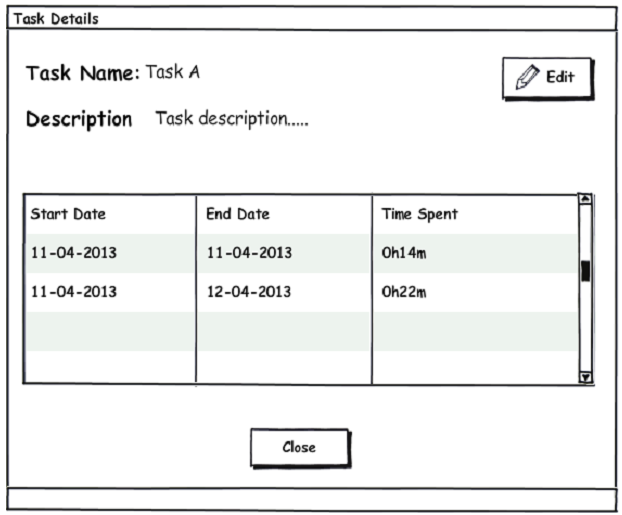 Task Details
Task Name: Task A
Edit
Description Task description.....
Start Date End Date Time Spent
11-04-2013 11-04-2013 0h14m
11-04-2013 12-04-2013 0h22m
Close